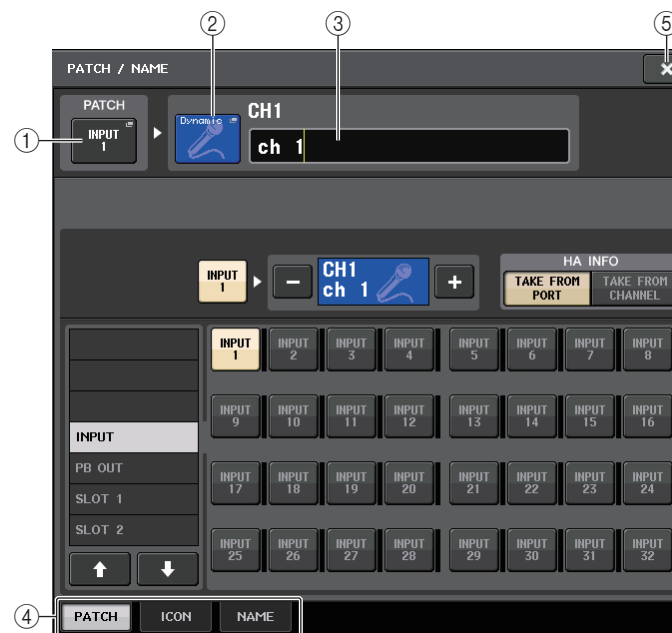 ② ③ ⑤
PATCH / NAME
PATCH
①
INPUT
1
Dynamic
CH1
ch 1
INPUT
1
CH1
ch 1
HA INFO
TAKE FROM
PORT
TAKE FROM
CHANNEL
INPUT
PB OUT
SLOT 1
SLOT 2
INPUT 1
INPUT 2
INPUT 3
INPUT 4
INPUT 5
INPUT 6
INPUT 7
INPUT 8
INPUT 9
INPUT 10
INPUT 11
INPUT 12
INPUT 13
INPUT 14
INPUT 15
INPUT 16
INPUT 17
INPUT 18
INPUT 19
INPUT 20
INPUT 21
INPUT 22
INPUT 23
INPUT 24
INPUT 25
INPUT 26
INPUT 27
INPUT 28
INPUT 29
INPUT 30
INPUT 31
INPUT 32
④
PATCH ICON NAME